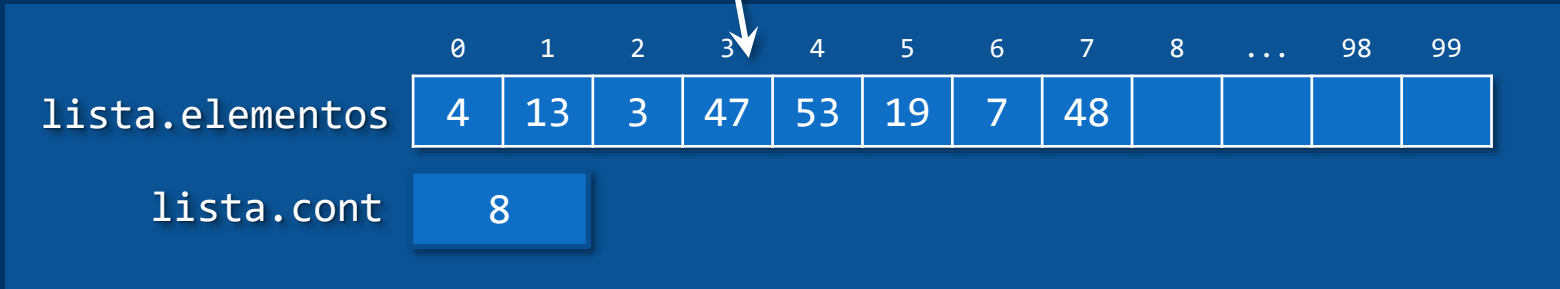 0 1 2 3 4 5 6 7 8 ... 98 99
lista.elementos 4 13 3 47 53 19 7 48
lista.cont 8